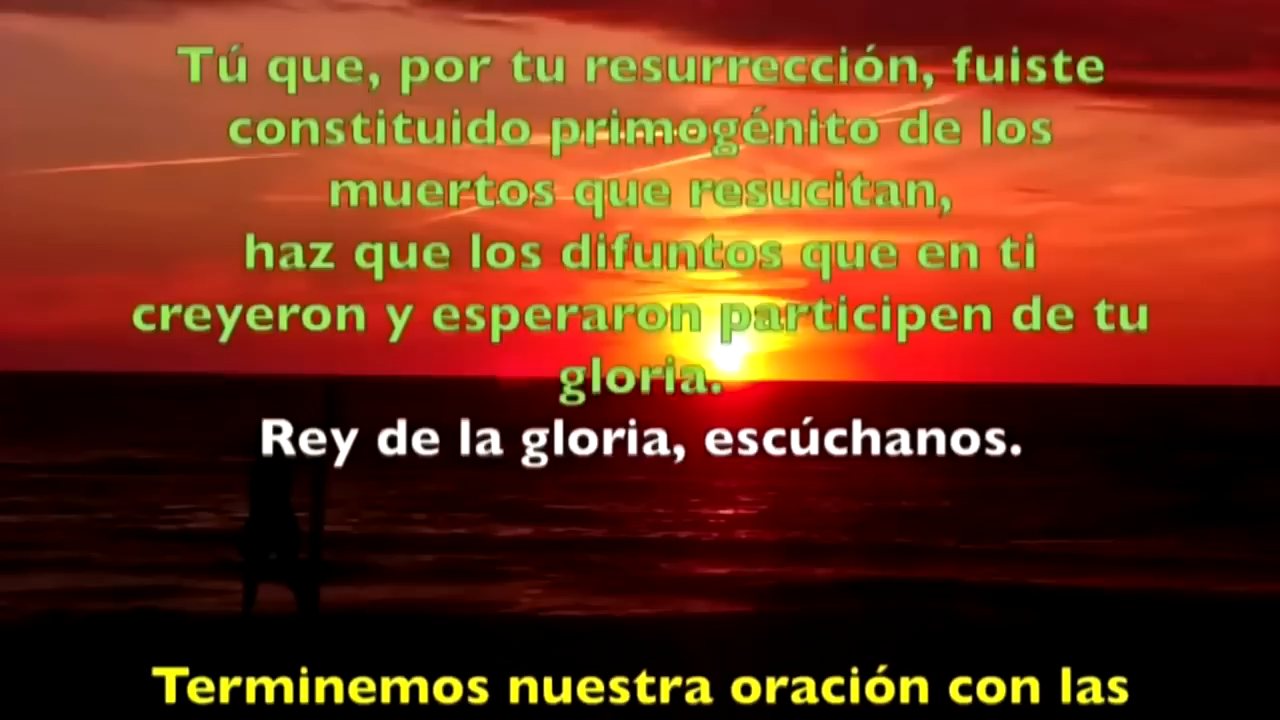 Tú que, por tu resurrección, fuiste
constituido primogénito de los
muertos que resucitan,
haz que los difuntos que en ti
creyeron y esperaron participen de tu
gloria.
Rey de la gloria, escúchanos.
Terminemos nuestra oración con las